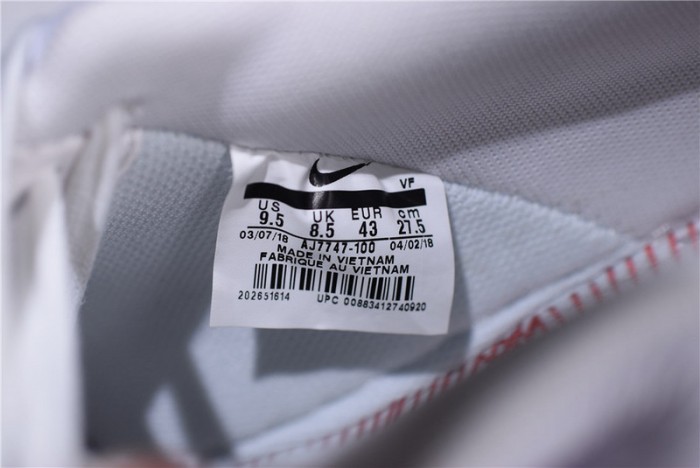 VF
US UK EUR cm
9.5 8.5 43 27.5
03/07/18 AJ7747-100 04/02/18
MADE IN VIETNAM
FABRIQUE AU VIETNAM
202651614 UPC 00883412740920